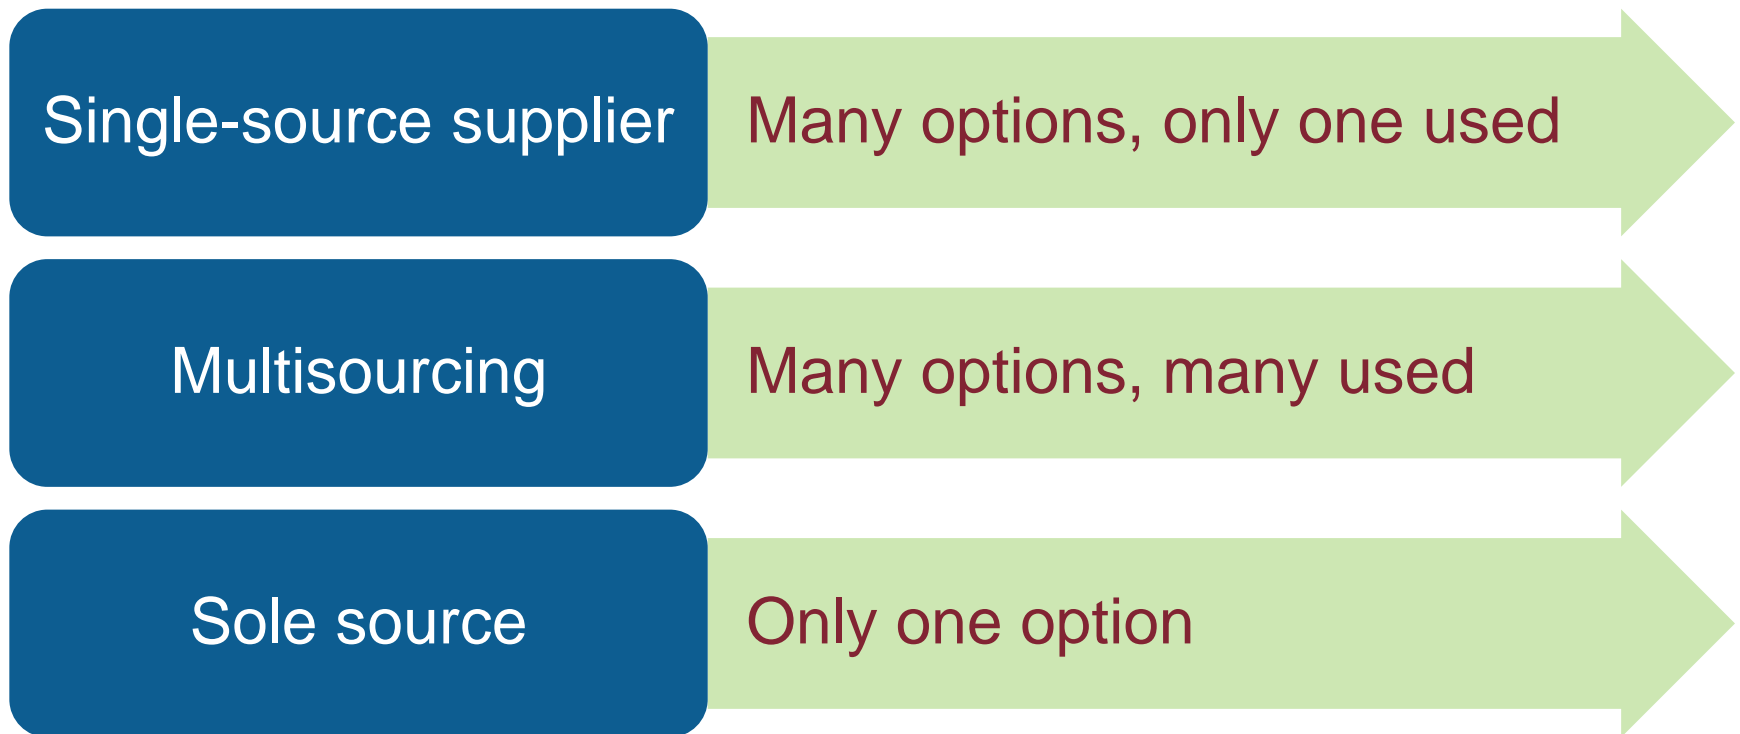 Single-source supplier
Many options, only one used
Multisourcing
Many options, many used
Sole source
Only one option